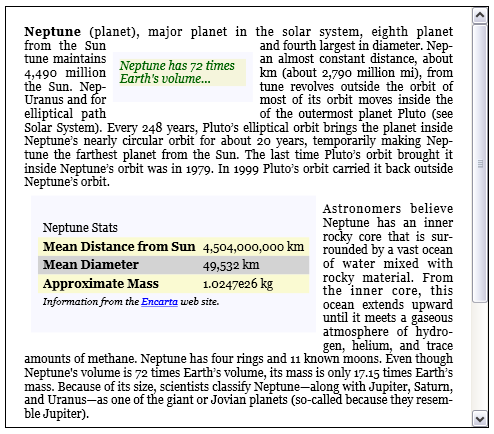 Neptune (planet), major planet in the solar system, eighth planet
from the Sun and fourth largest in diameter. Nep-
tune maintains an almost constant distance, about
4,490 million km (about 2,790 million mi), from
the Sun. Nep- tune revolves outside the orbit of
Uranus and for most of its orbit moves inside the
elliptical path of the outermost planet Pluto (see
Neptune has 72 times
Earth's volume...
Solar System). Every 248 years, Pluto's elliptical orbit brings the planet inside
Neptune's nearly circular orbit for about 20 years, temporarily making Nep-
tune the farthest planet from the Sun. The last time Pluto's orbit brought it
inside Neptune's orbit was in 1979. In 1999 Pluto's orbit carried it back outside
Neptune's orbit.
Neptune Stats
Mean Distance from Sun 4,504,000,000 km
Mean Diameter 49,532 km
Approximate Mass 1.0247e26 kg
Information from the Encarta web site.
Astronomers believe
Neptune has an inner
rocky core that is sur-
rounded by a vast ocean
of water mixed with
rocky material. From
the inner core, this
ocean extends upward
until it meets a gaseous
atmosphere of hydro-
gen, helium, and trace
amounts of methane. Neptune has four rings and 11 known moons. Even though
Neptune's volume is 72 times Earth's volume, its mass is only 17.15 times Earth's
mass. Because of its size, scientists classify Neptune—along with Jupiter, Saturn,
and Uranus—as one of the giant or Jovian planets (so-called because they resem-
ble Jupiter).